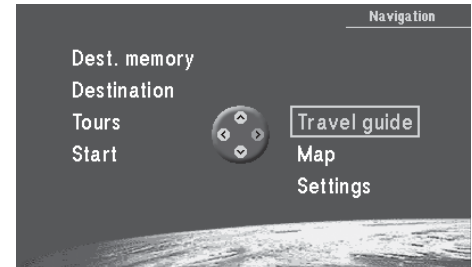 Navigation
Dest. memory
Destination
Tours
Start
Travel guide
Map
Settings